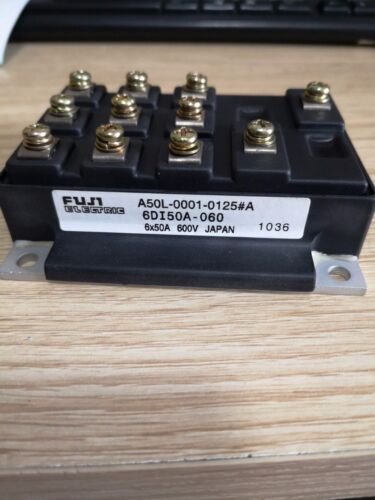 FUJI
ELECTRIC
A50L-0001-0125#A
6DI50A-060
6x50A 600V JAPAN 1036